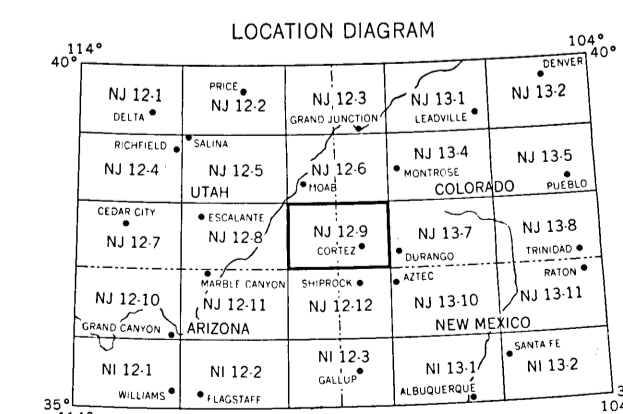 LOCATION DIAGRAM
114°
104°
40°
40°
DENVER
PRICE
NJ 12-1
NJ 12-2
NJ 12-3
NJ 13-1
NJ 13-2
DELTA
GRAND JUNCTION
LEADVILLE
RICHFIELD
SALINA
NJ 12-4
NJ 12-5
NJ 12-6
NJ 13-4
NJ 13-5
MONTROSE
UTAH
MOAB
COLORADO
PUEBLO
CEDAR CITY
ESCALANTE
NJ 12-7
NJ 12-8
NJ 12-9
NJ 13-7
NJ 13-8
CORTEZ
DURANGO
TRINIDAD
MARBLE CANYON
SHIPROCK
AZTEC
RATON
NJ 12-10
NJ 12-11
NJ 12-12
NJ 13-10
NJ 13-11
GRAND CANYON
ARIZONA
NEW MEXICO
SANTA FE
NI 12-1
NI 12-2
NI 12-3
NI 13-1
NI 13-2
WILLIAMS
FLAGSTAFF
GALLUP
ALBUQUERQUE
35°